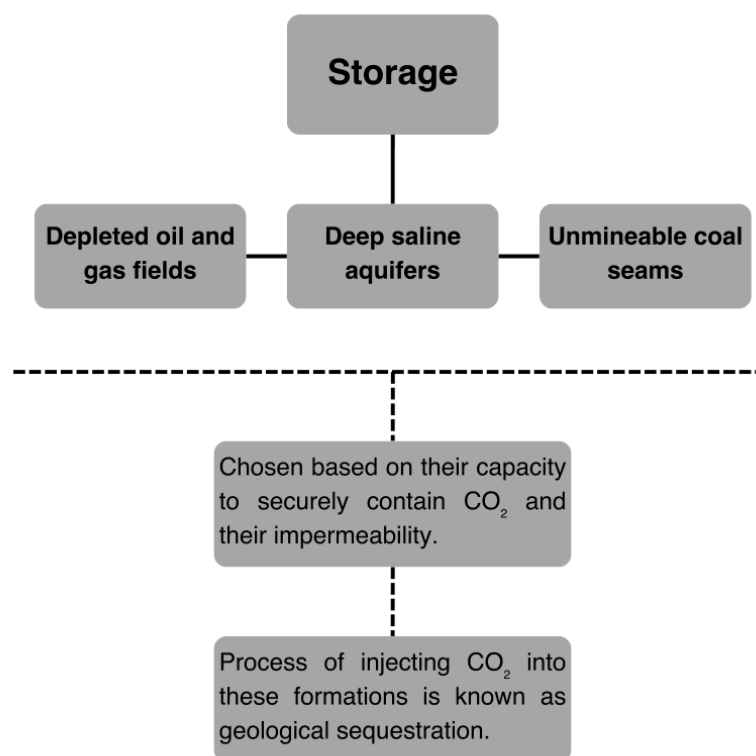 Storage
Depleted oil and
gas fields
Deep saline
aquifers
Unmineable coal
seams
Chosen based on their capacity
to securely contain CO₂ and
their impermeability.
Process of injecting CO₂ into
these formations is known as
geological sequestration.